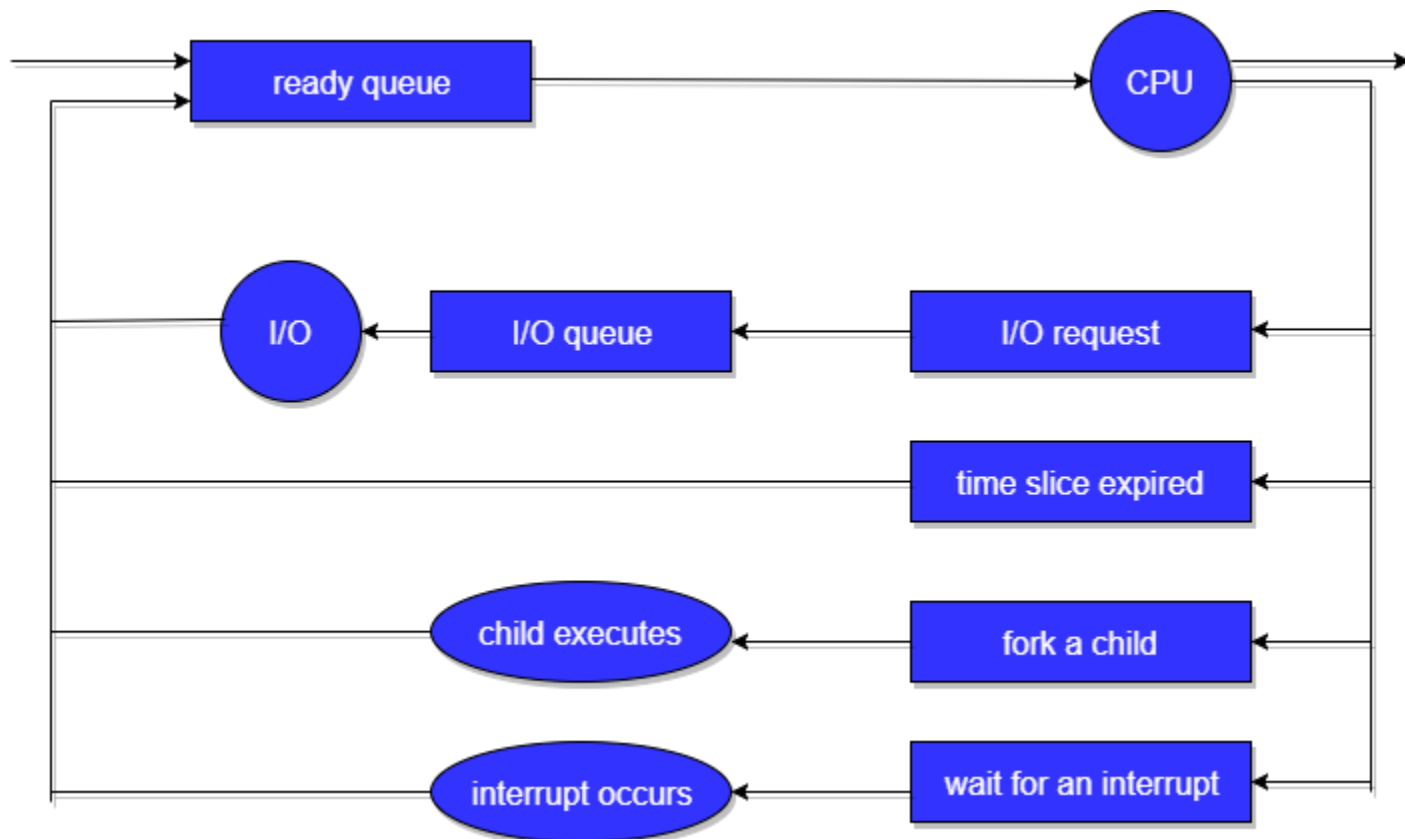 ready queue
CPU
I/O
I/O queue
I/O request
time slice expired
child executes
fork a child
interrupt occurs
wait for an interrupt